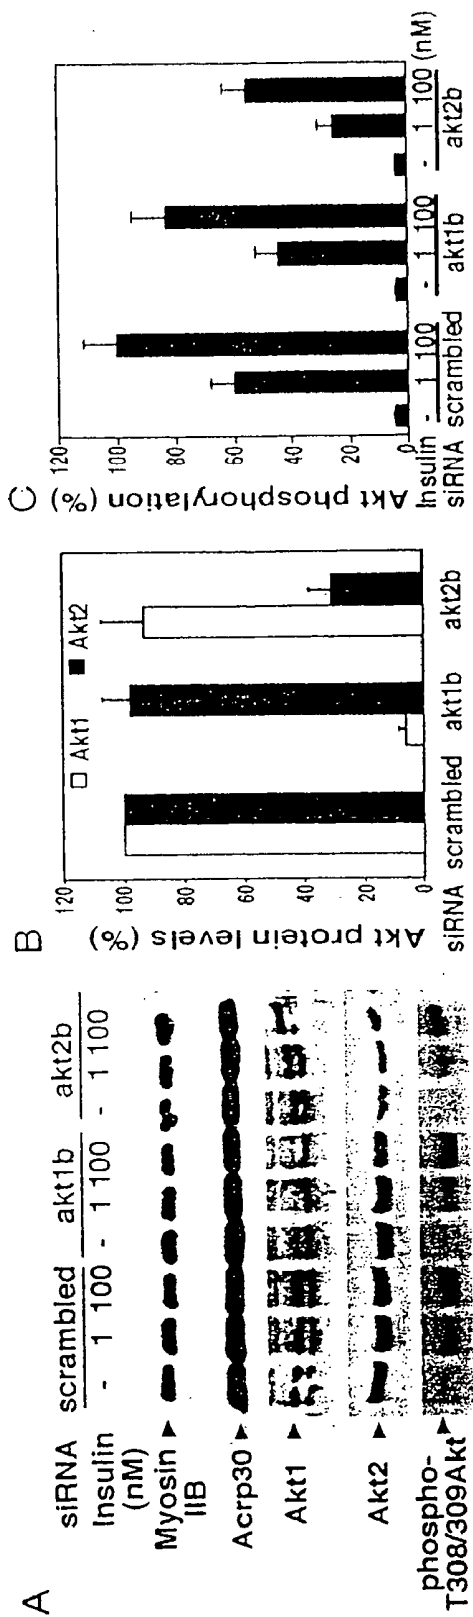 A
siRNA scrambled akt1b akt2b
Insulin (nM) - 1 100 - 1 100 - 1 100
Myosin IIB
Acrp30
Akt1
Akt2
phospho-T308/309Akt
B
Akt1 Akt2
Akt protein levels (%)
120
100
80
60
40
20
0
siRNA scrambled akt1b akt2b
C
Akt phosphorylation (%)
120
100
80
60
40
20
0
Insulin - 1 100 - 1 100 - 1 100 (nM)
siRNA scrambled akt1b akt2b